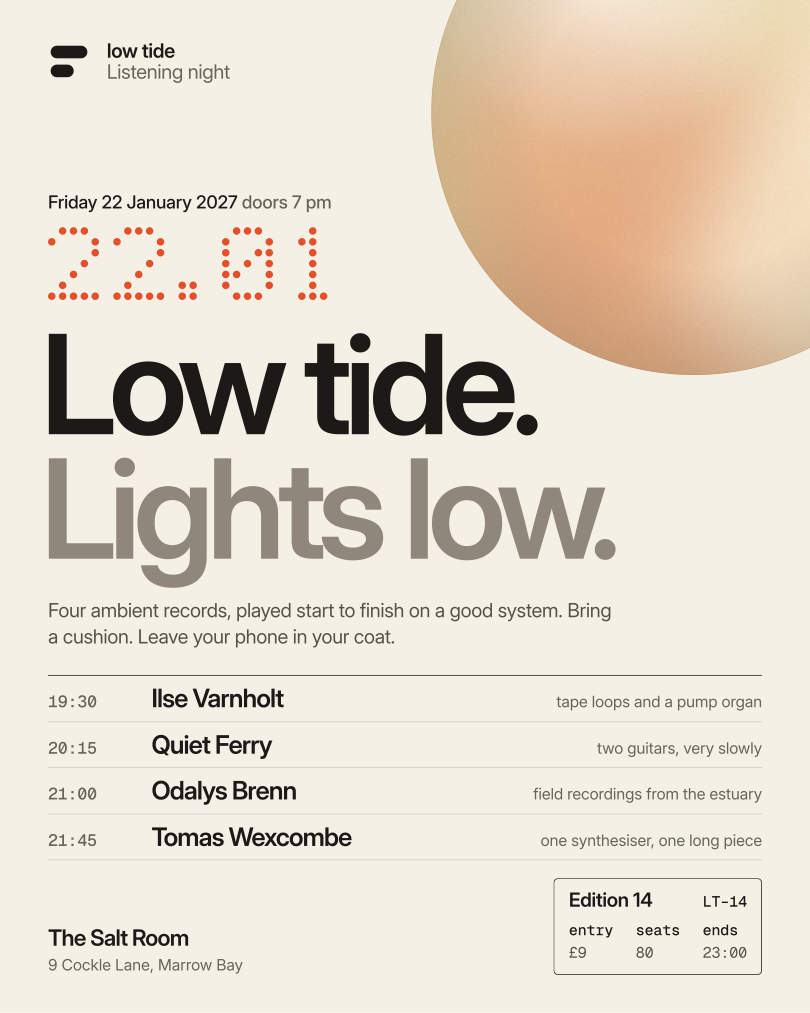 low tide
Listening night
Friday 22 January 2027 doors 7 pm
22.01
Low tide.
Lights low.
Four ambient records, played start to finish on a good system. Bring
a cushion. Leave your phone in your coat.
19:30 Ilse Varnholt tape loops and a pump organ
20:15 Quiet Ferry two guitars, very slowly
21:00 Odalys Brenn field recordings from the estuary
21:45 Tomas Wexcombe one synthesiser, one long piece
Edition 14 LT-14
entry seats ends
£9 80 23:00
The Salt Room
9 Cockle Lane, Marrow Bay